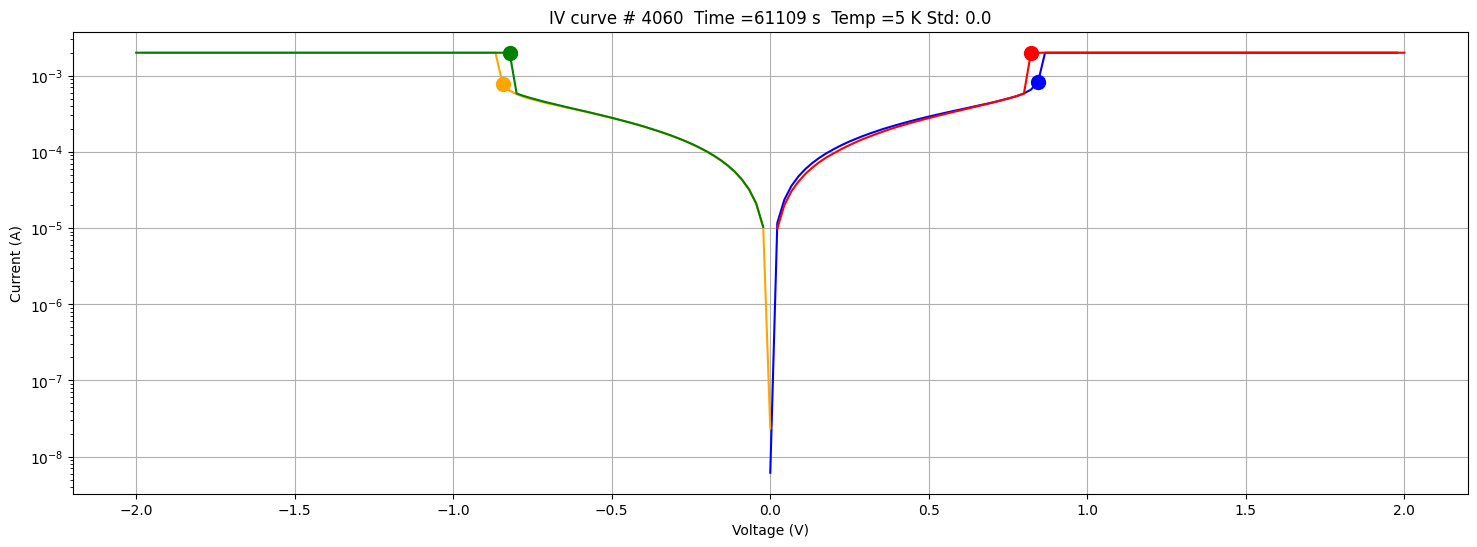 IV curve # 4060  Time =61109 s  Temp =5 K Std: 0.0
Current (A)
10⁻³
10⁻⁴
10⁻⁵
10⁻⁶
10⁻⁷
10⁻⁸
−2.0 −1.5 −1.0 −0.5 0.0 0.5 1.0 1.5 2.0
Voltage (V)